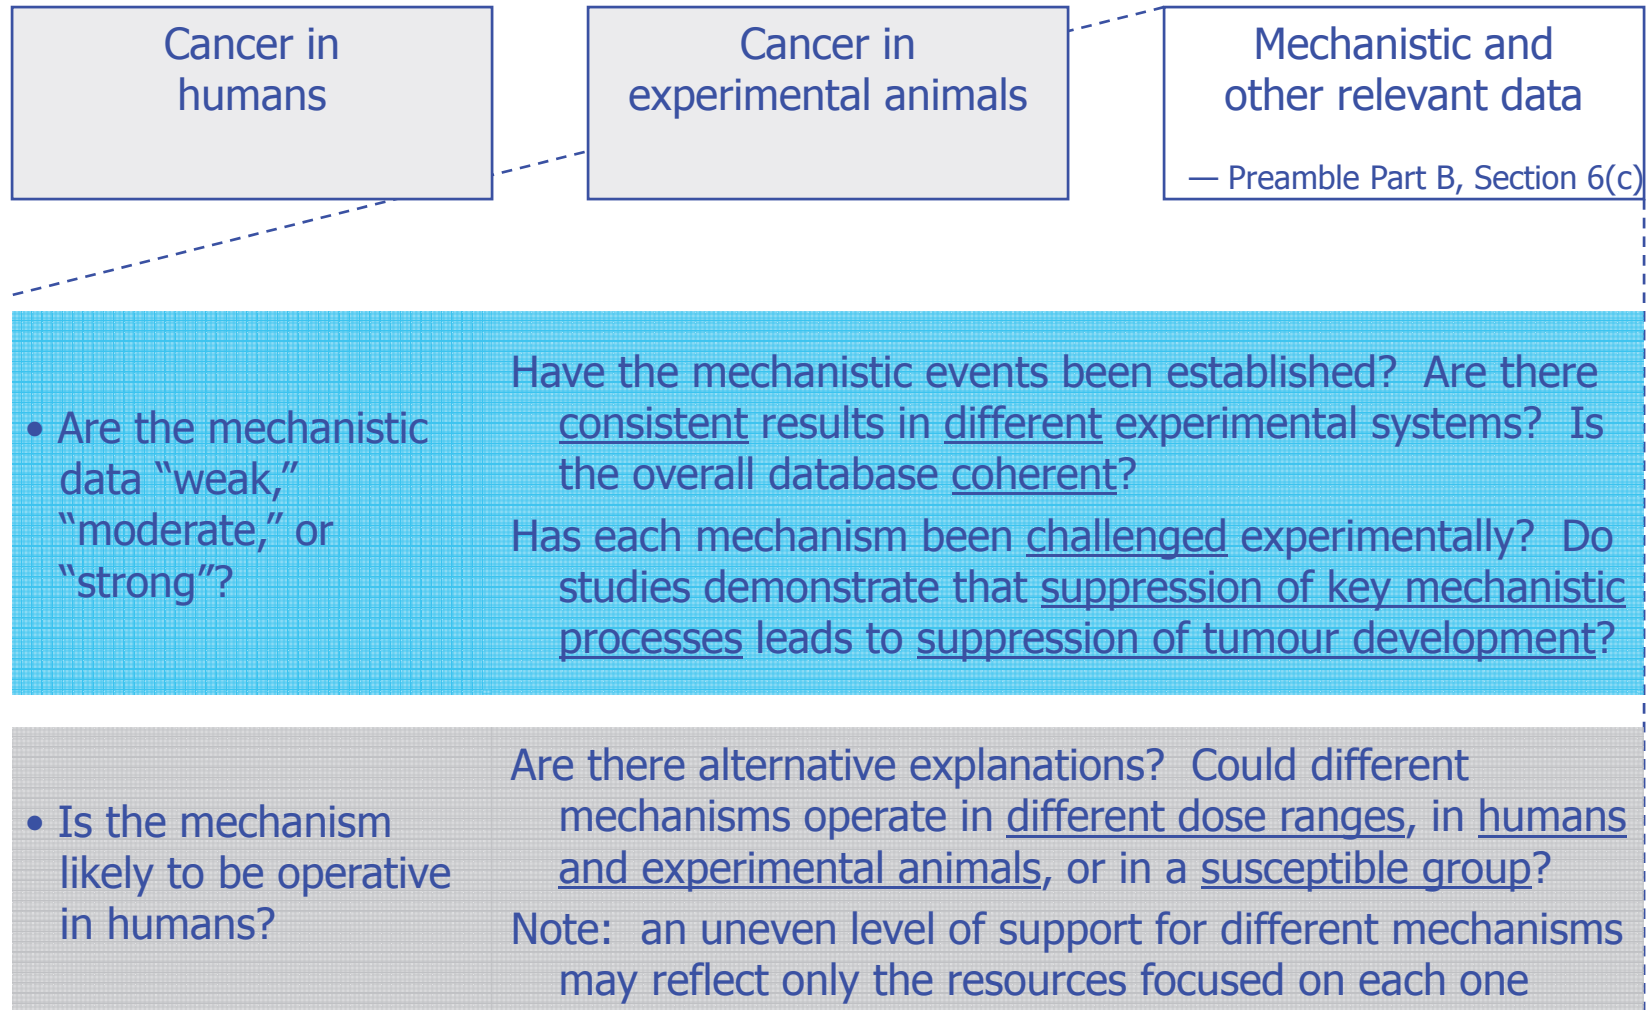 Cancer in
humans
Cancer in
experimental animals
Mechanistic and
other relevant data
— Preamble Part B, Section 6(c)
• Are the mechanistic
data “weak,”
“moderate,” or
“strong”?
Have the mechanistic events been established?  Are there
consistent results in different experimental systems?  Is
the overall database coherent?
Has each mechanism been challenged experimentally?  Do
studies demonstrate that suppression of key mechanistic
processes leads to suppression of tumour development?
• Is the mechanism
likely to be operative
in humans?
Are there alternative explanations?  Could different
mechanisms operate in different dose ranges, in humans
and experimental animals, or in a susceptible group?
Note:  an uneven level of support for different mechanisms
may reflect only the resources focused on each one